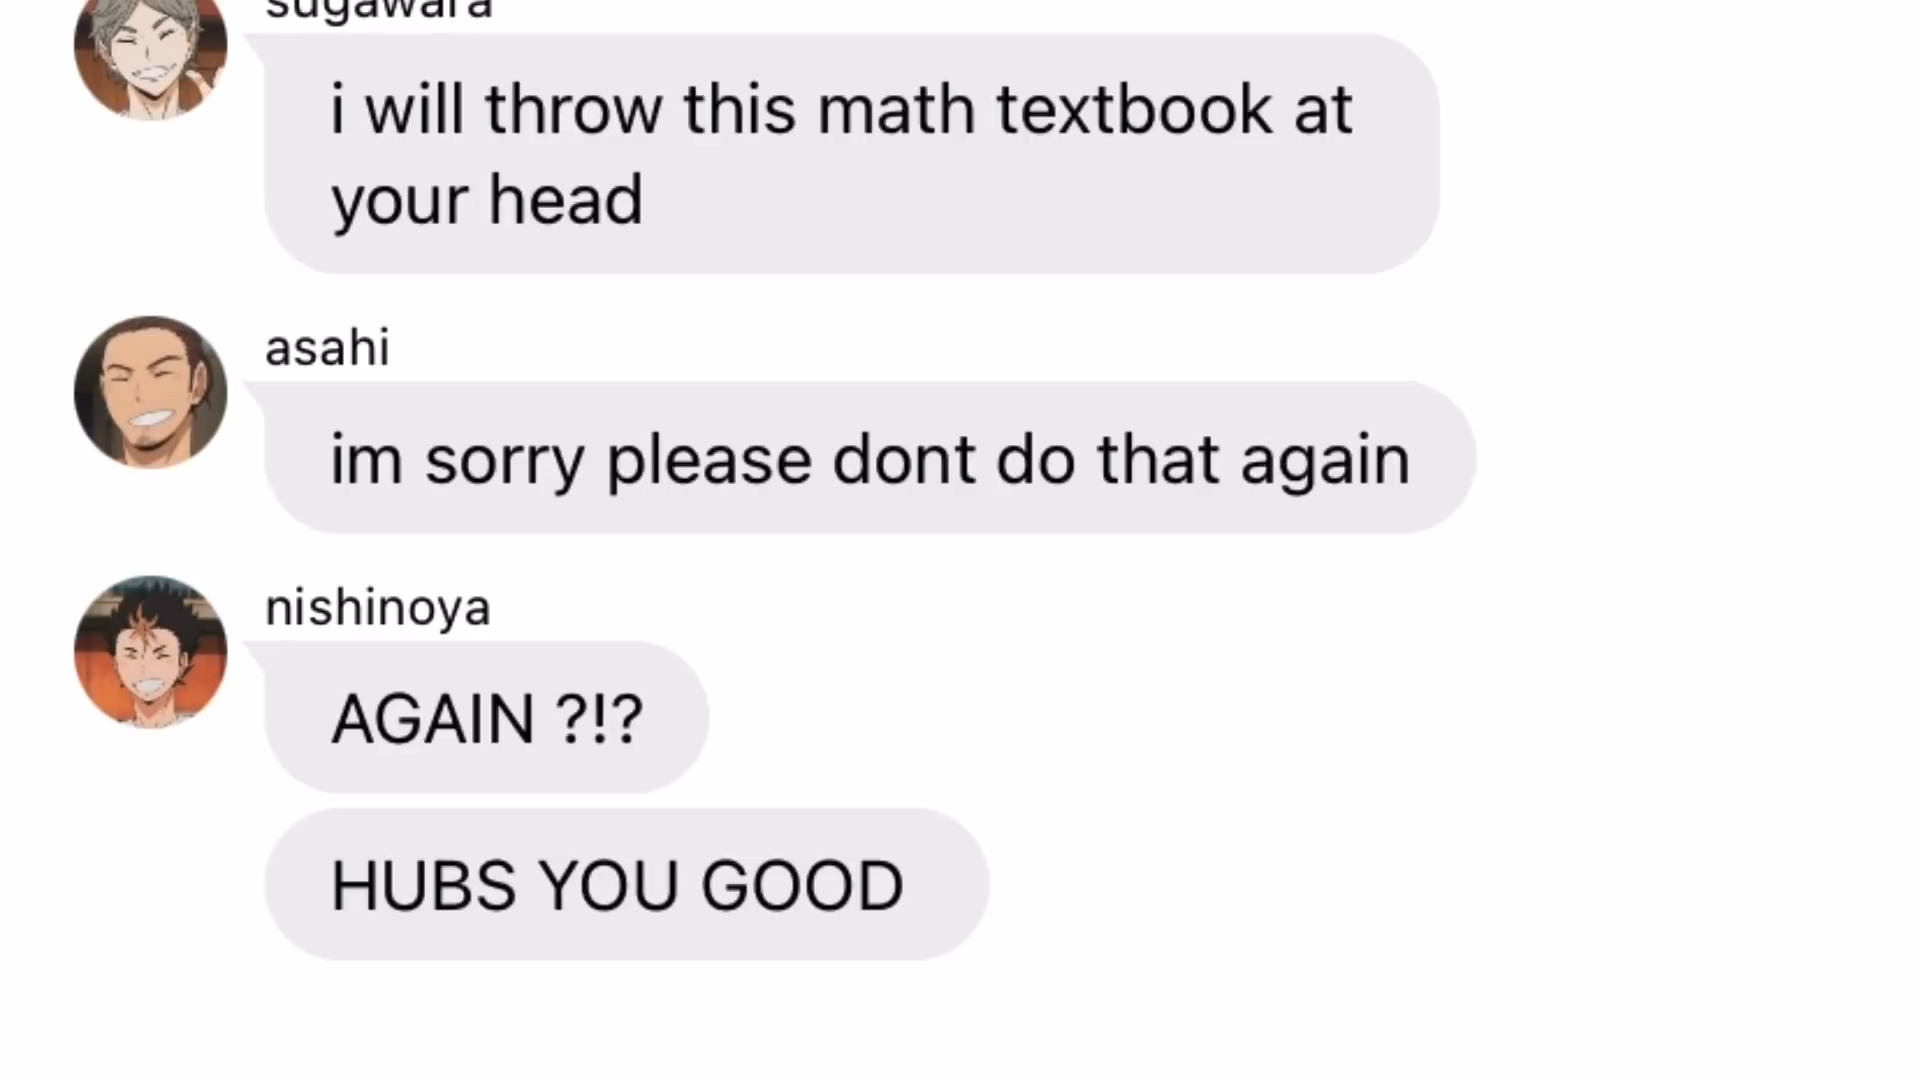 sugawara
i will throw this math textbook at
your head
asahi
im sorry please dont do that again
nishinoya
AGAIN ?!?
HUBS YOU GOOD